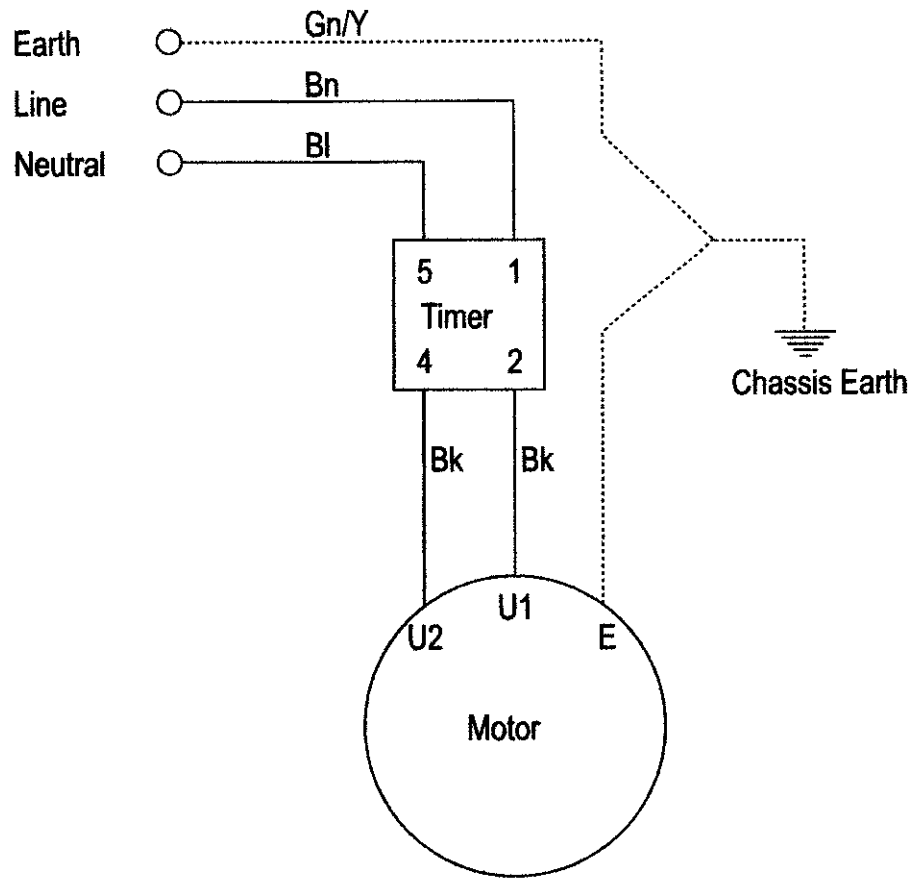 Earth Gn/Y
Line Bn
Neutral Bl
5 1
Timer
4 2
Chassis Earth
Bk Bk
U1
U2 E
Motor